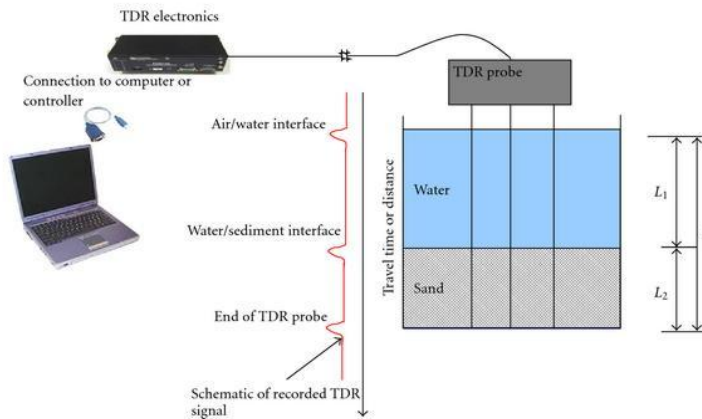 TDR electronics
Connection to computer or
controller
TDR probe
Air/water interface
Water
L1
Travel time or distance
Water/sediment interface
Sand
L2
End of TDR probe
Schematic of recorded TDR
signal